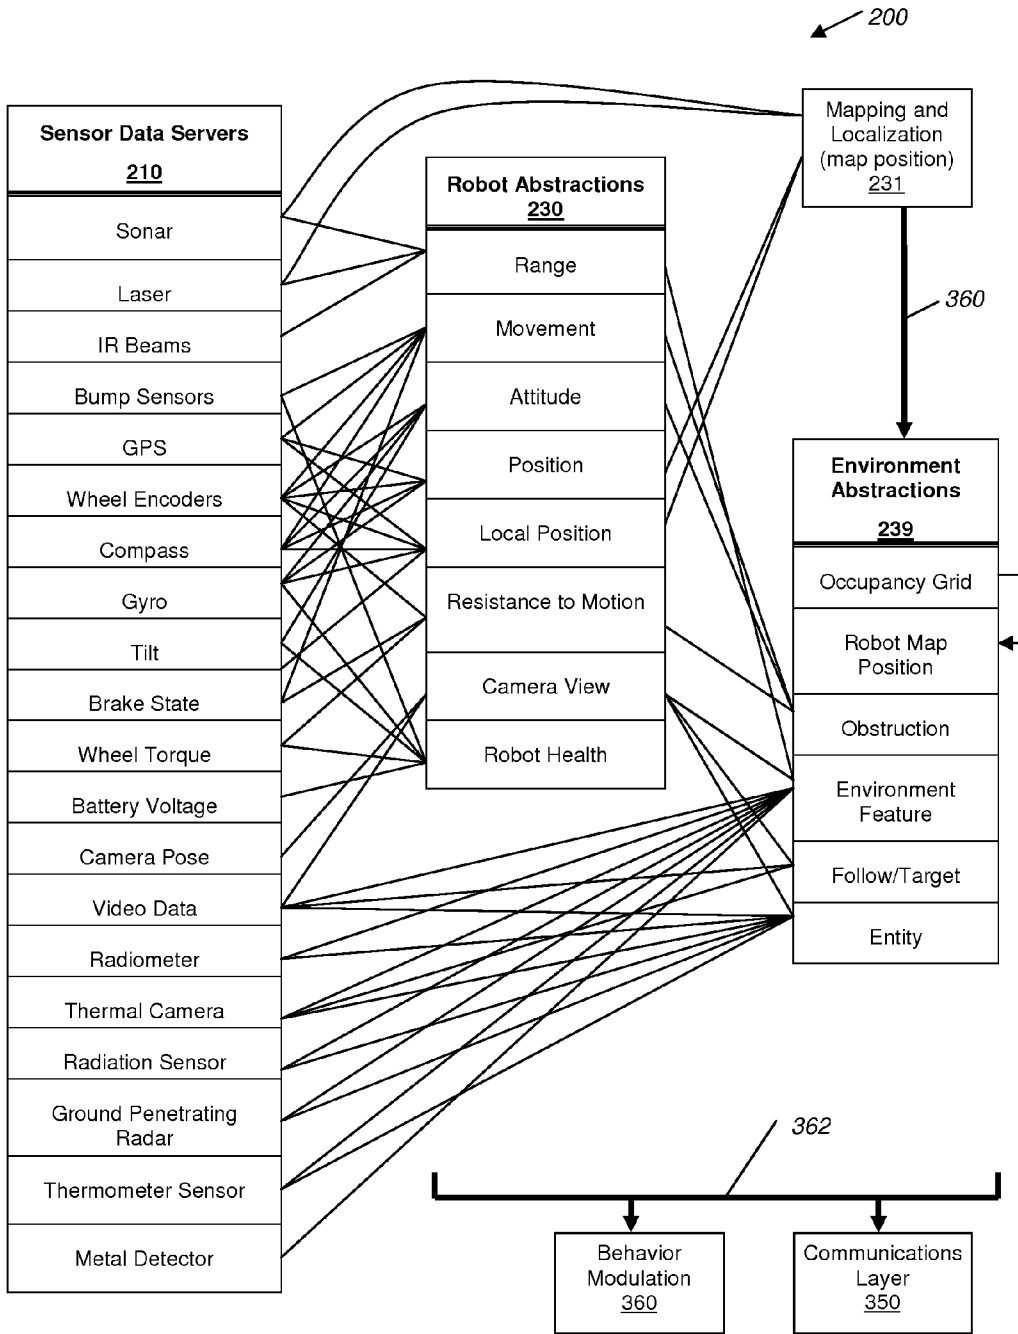 200
Sensor Data Servers
210
Sonar
Laser
IR Beams
Bump Sensors
GPS
Wheel Encoders
Compass
Gyro
Tilt
Brake State
Wheel Torque
Battery Voltage
Camera Pose
Video Data
Radiometer
Thermal Camera
Radiation Sensor
Ground Penetrating
Radar
Thermometer Sensor
Metal Detector
Robot Abstractions
230
Range
Movement
Attitude
Position
Local Position
Resistance to Motion
Camera View
Robot Health
Mapping and
Localization
(map position)
231
360
Environment
Abstractions
239
Occupancy Grid
Robot Map
Position
Obstruction
Environment
Feature
Follow/Target
Entity
362
Behavior
Modulation
360
Communications
Layer
350